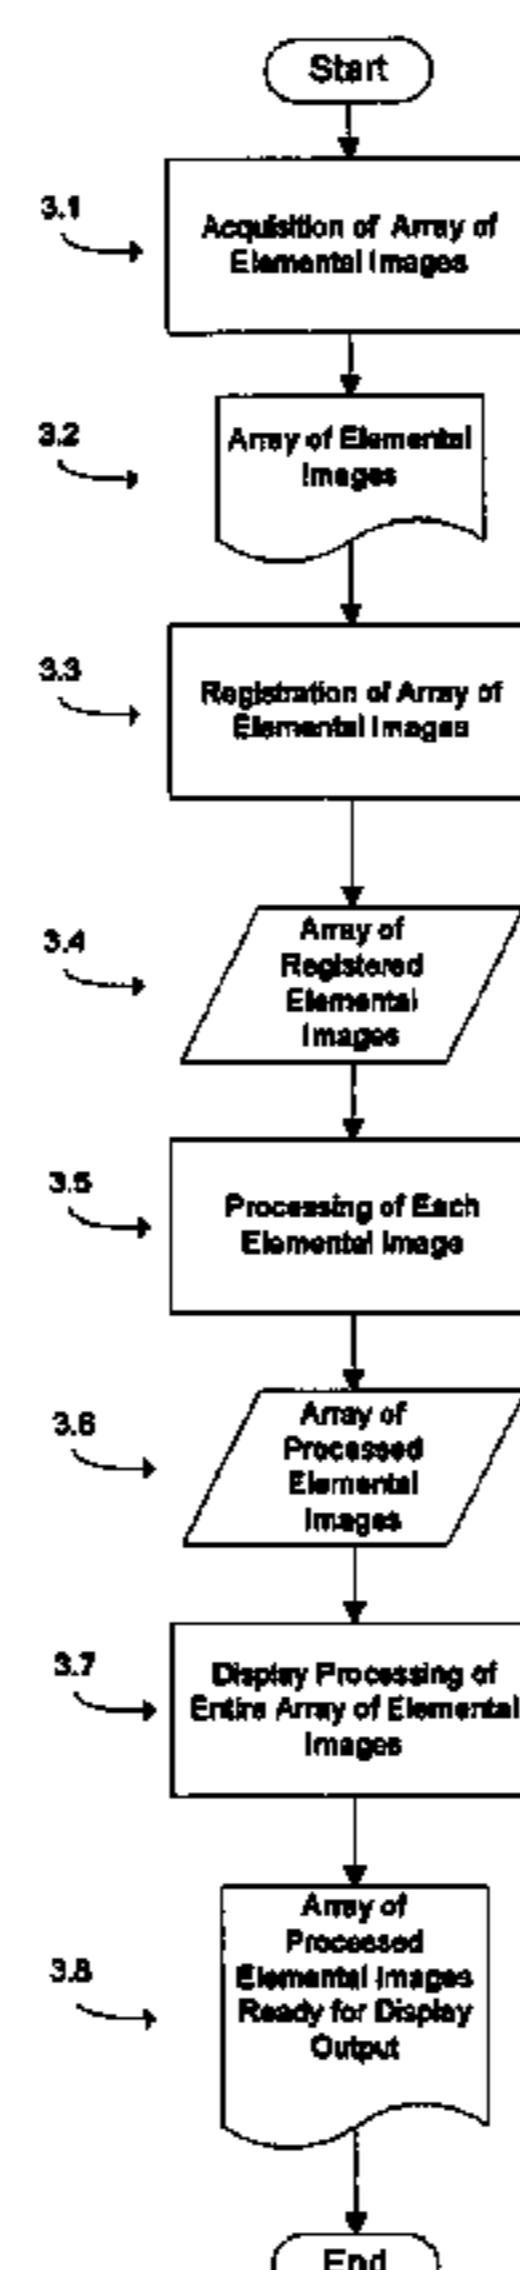 Start
3.1
Acquisition of Array of
Elemental Images
3.2
Array of Elemental
Images
3.3
Registration of Array of
Elemental Images
3.4
Array of
Registered
Elemental
Images
3.5
Processing of Each
Elemental Image
3.6
Array of
Processed
Elemental
Images
3.7
Display Processing of
Entire Array of Elemental
Images
3.8
Array of
Processed
Elemental Images
Ready for Display
Output
End